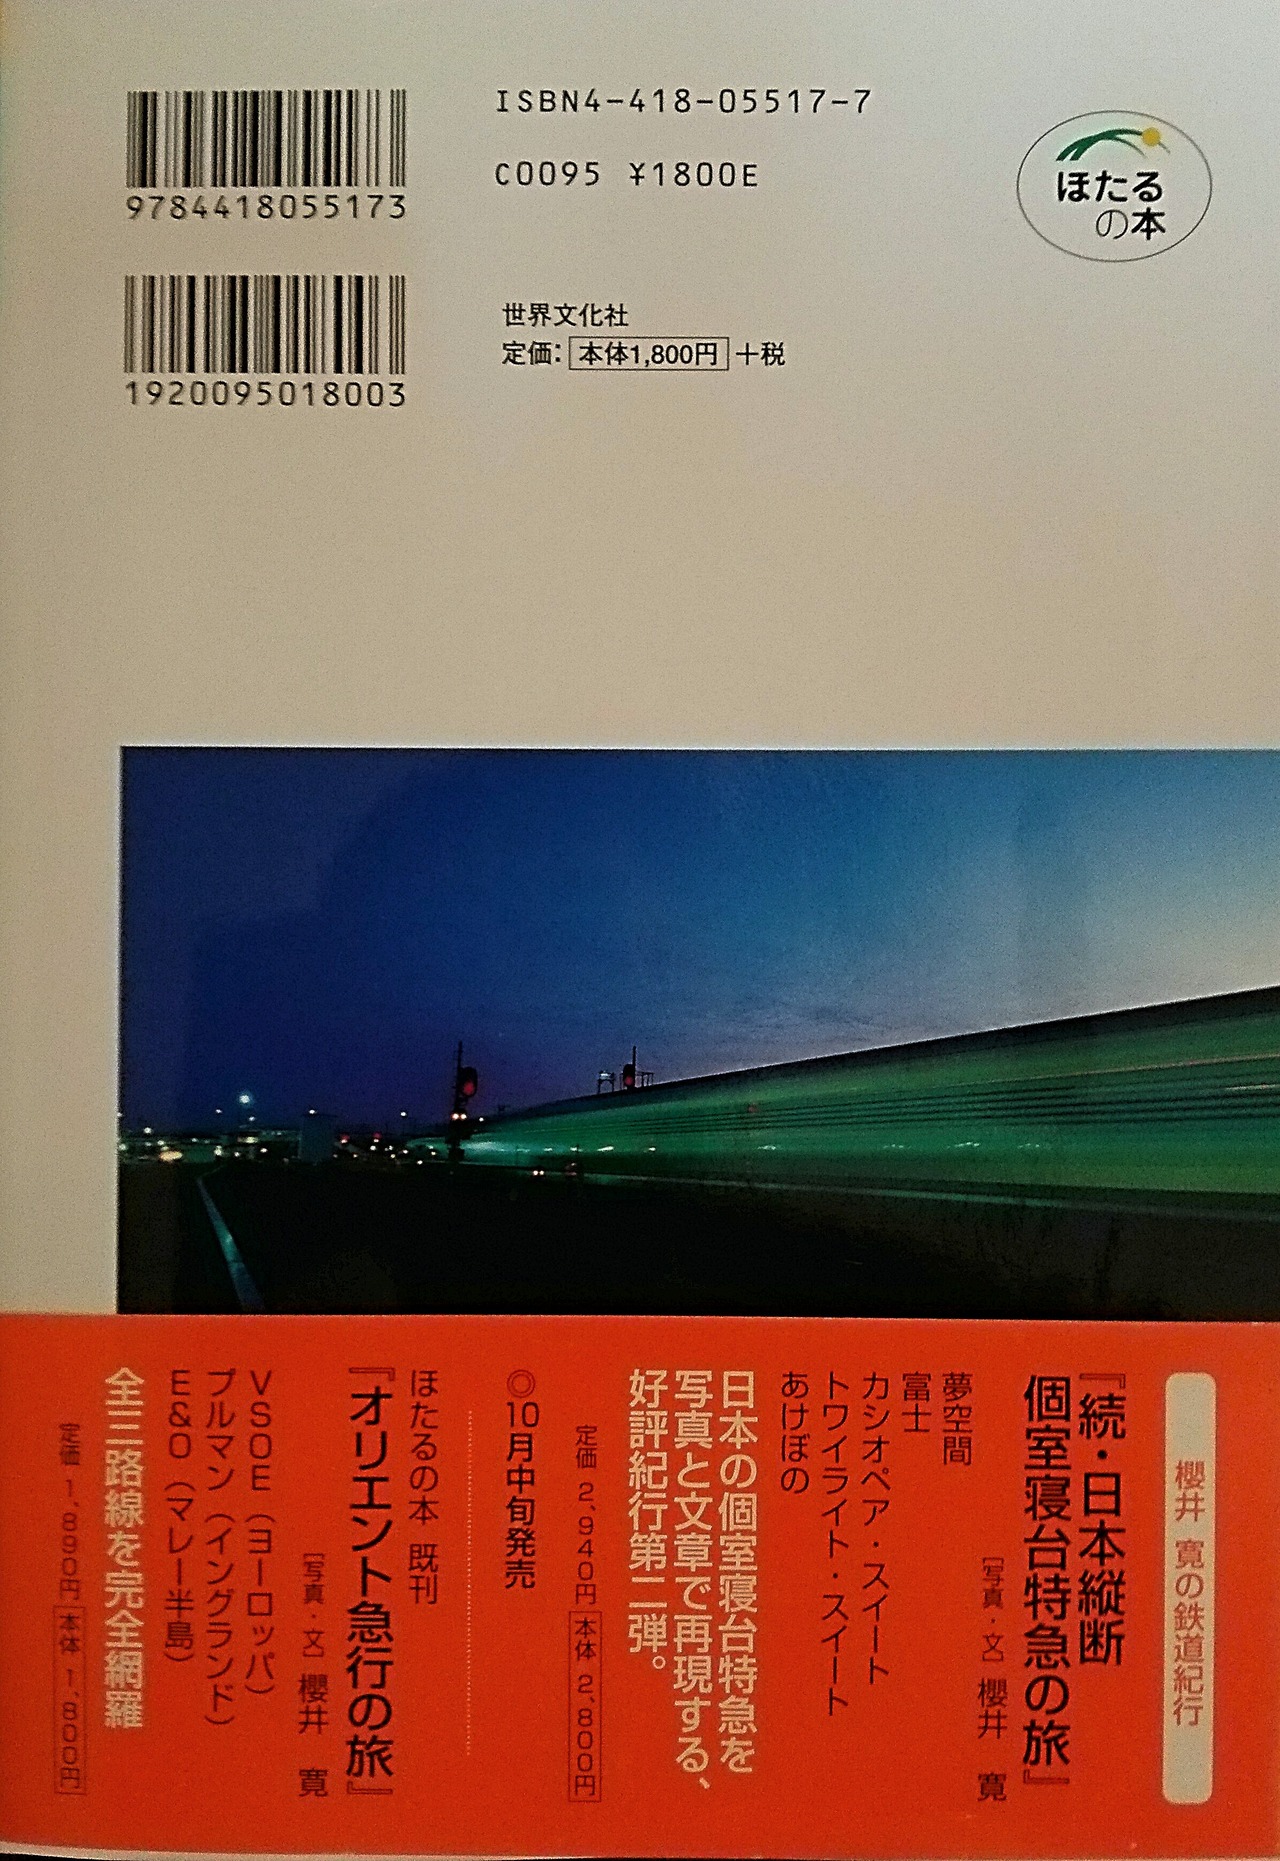 ISBN4-418-05517-7
C0095 ¥1800E
9784418055173
1920095018003
ほたる
の本
世界文化社
定価：本体1,800円＋税
櫻井 寛の鉄道紀行
『続・日本縦断
個室寝台特急の旅』
［写真・文］櫻井 寛
夢空間
富士
カシオペア・スイート
トワイライト・スイート
あけぼの
日本の個室寝台特急を
写真と文章で再現する、
好評紀行第二弾。
定価 2,940円 本体 2,800円
◎10月中旬発売
ほたるの本 既刊
『オリエント急行の旅』
［写真・文］櫻井 寛
VSOE（ヨーロッパ）
プルマン（イングランド）
E&O（マレー半島）
全三路線を完全網羅
定価 1,890円 本体 1,800円